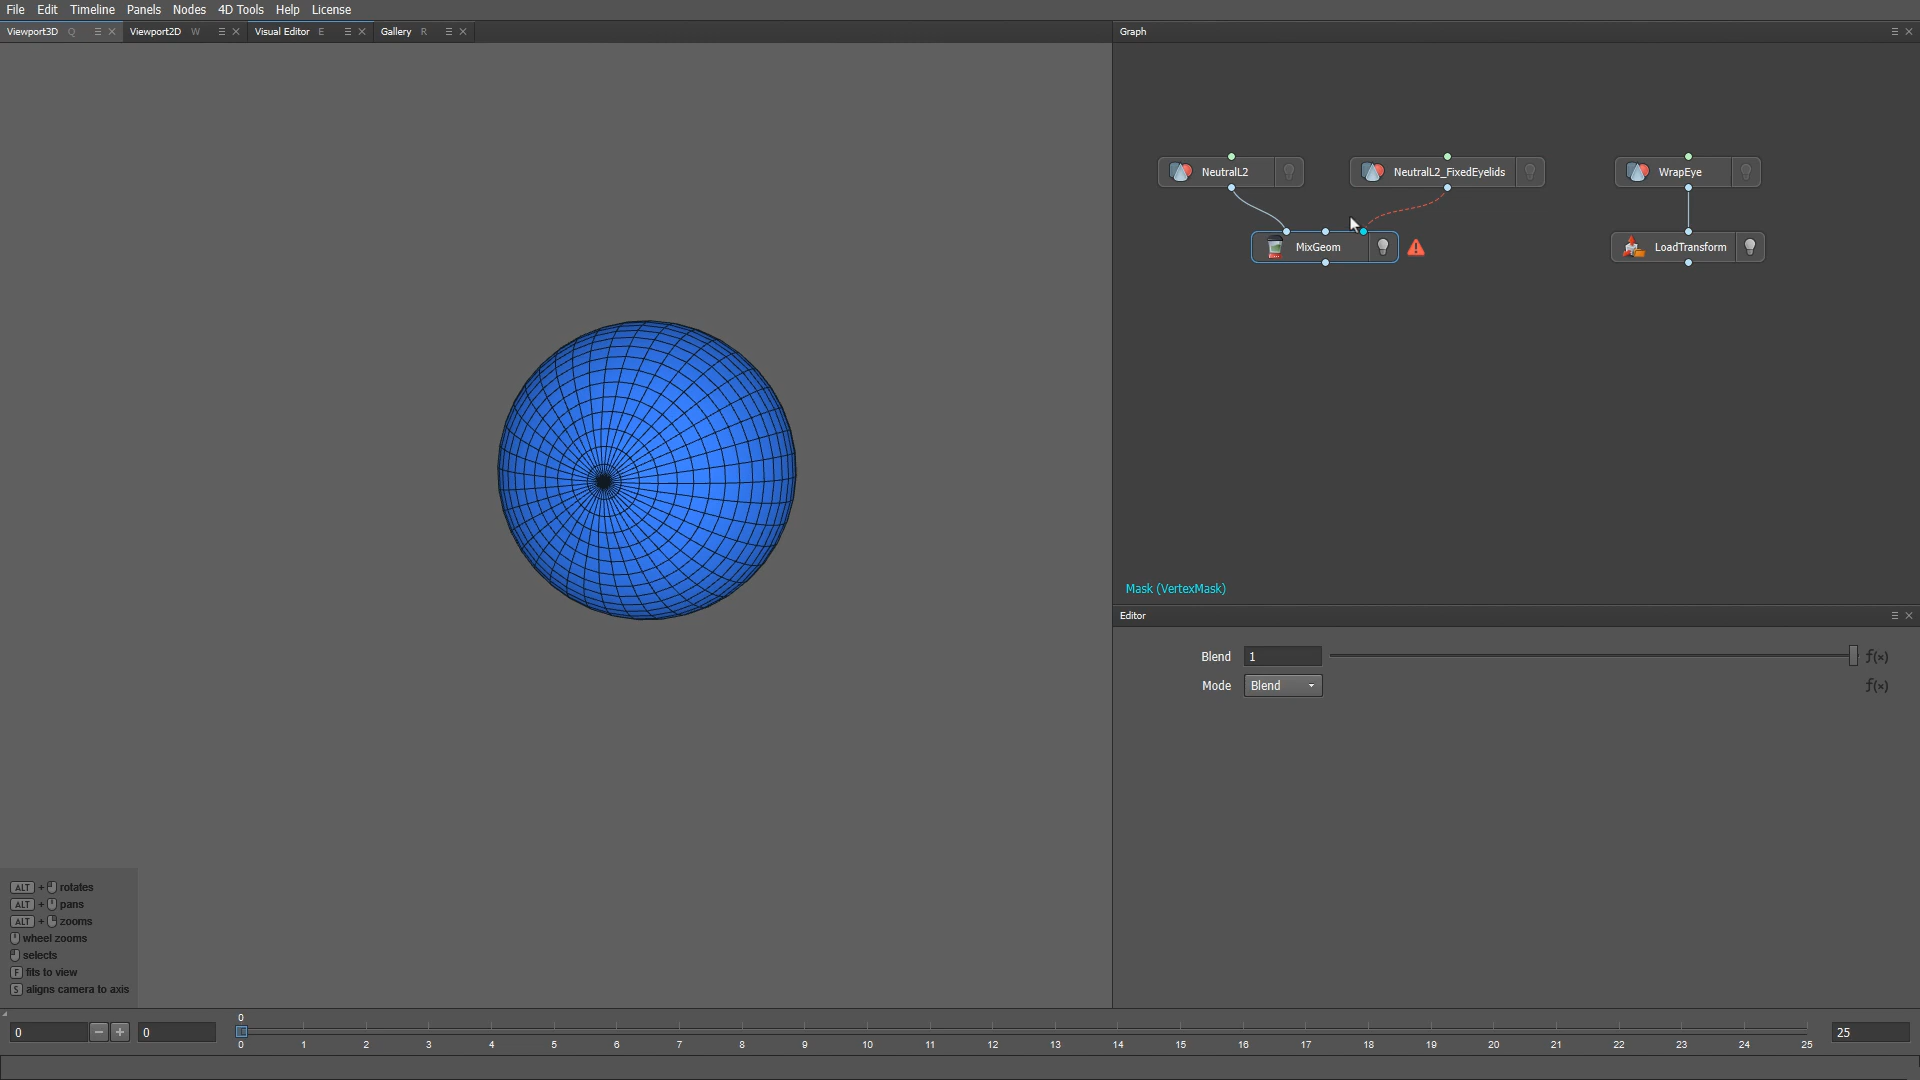 File Edit Timeline Panels Nodes 4D Tools Help License
Viewport3D Q Viewport2D W Visual Editor E Gallery R Graph
NeutralL2 NeutralL2_FixedEyelids WrapEye
MixGeom LoadTransform
Mask (VertexMask)
Editor
Blend 1 f(×)
Mode Blend f(×)
ALT + rotates
ALT + pans
ALT + zooms
wheel zooms
selects
F fits to view
S aligns camera to axis
0
0 − + 0 25
0 1 2 3 4 5 6 7 8 9 10 11 12 13 14 15 16 17 18 19 20 21 22 23 24 25